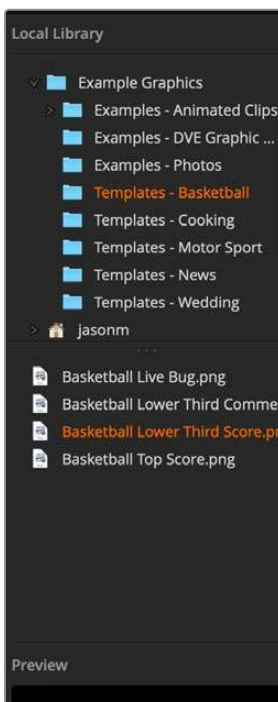 Local Library
Example Graphics
Examples - Animated Clips
Examples - DVE Graphic ...
Examples - Photos
Templates - Basketball
Templates - Cooking
Templates - Motor Sport
Templates - News
Templates - Wedding
jasonm
Basketball Live Bug.png
Basketball Lower Third Comme
Basketball Lower Third Score.pn
Basketball Top Score.png
Preview